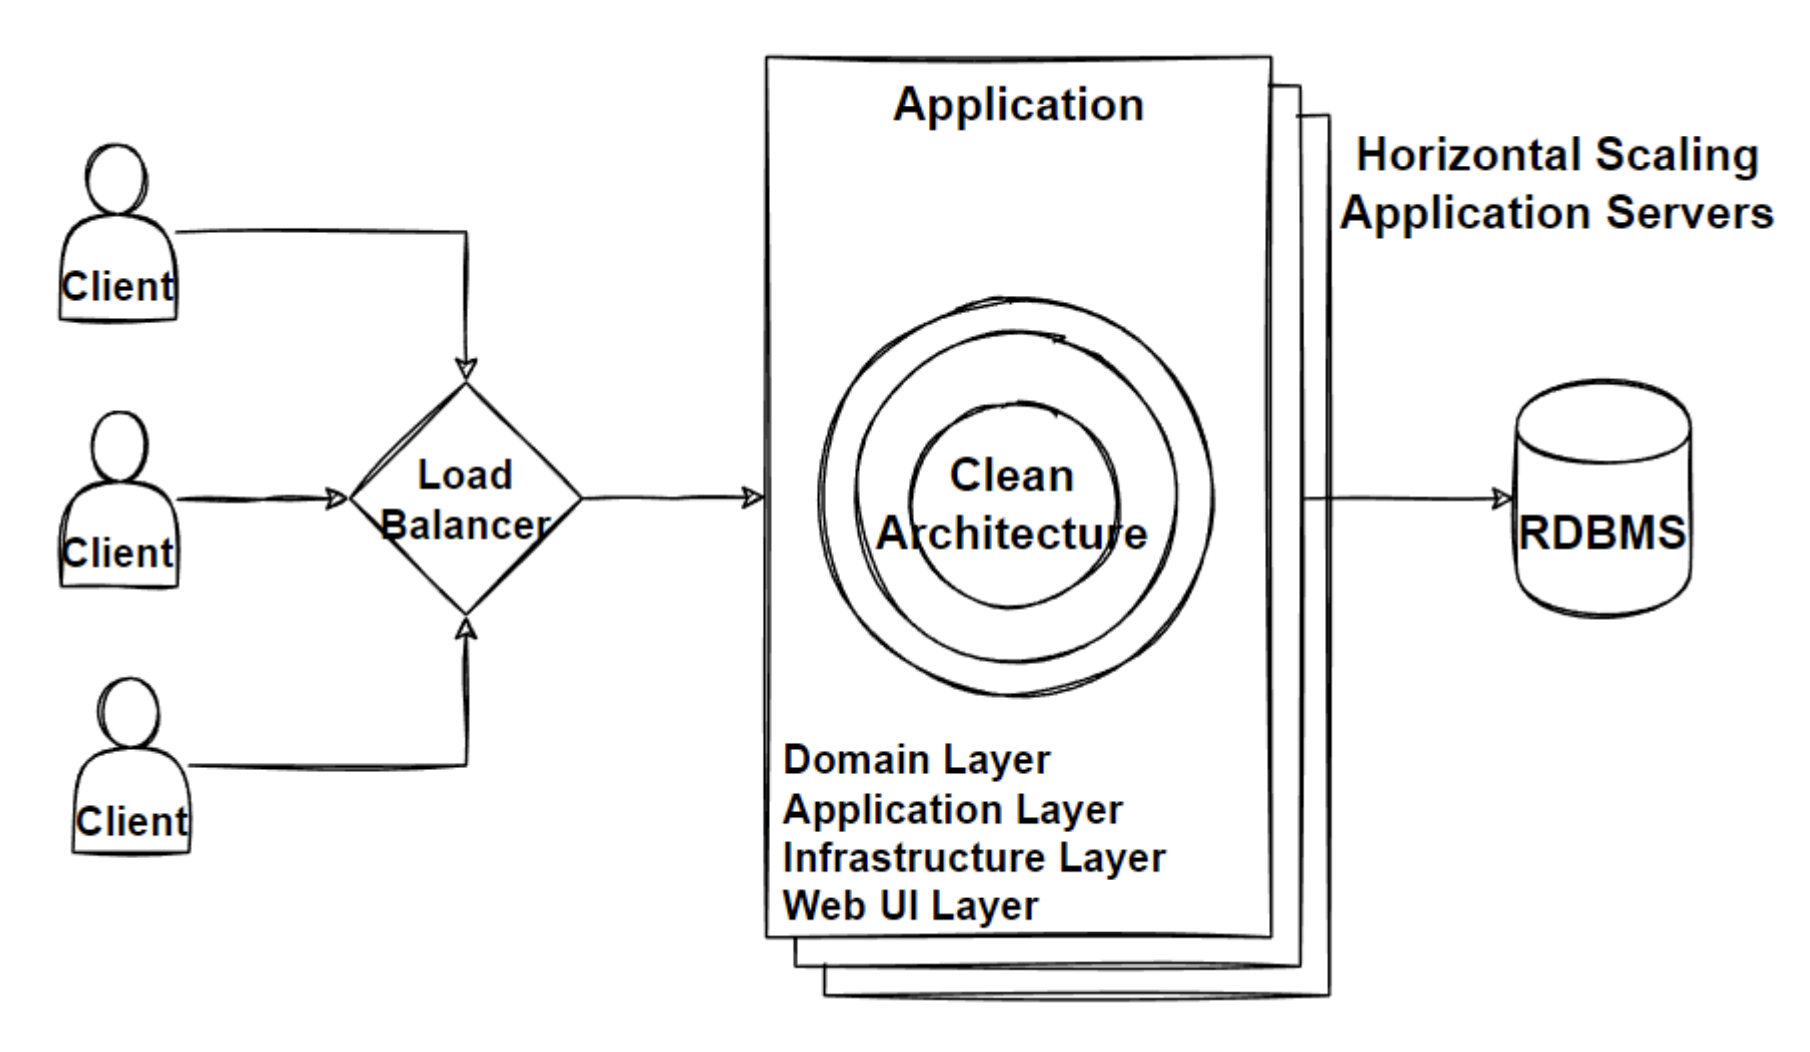 Client
Client
Client
Load
Balancer
Application
Clean
Architecture
Domain Layer
Application Layer
Infrastructure Layer
Web UI Layer
Horizontal Scaling
Application Servers
RDBMS